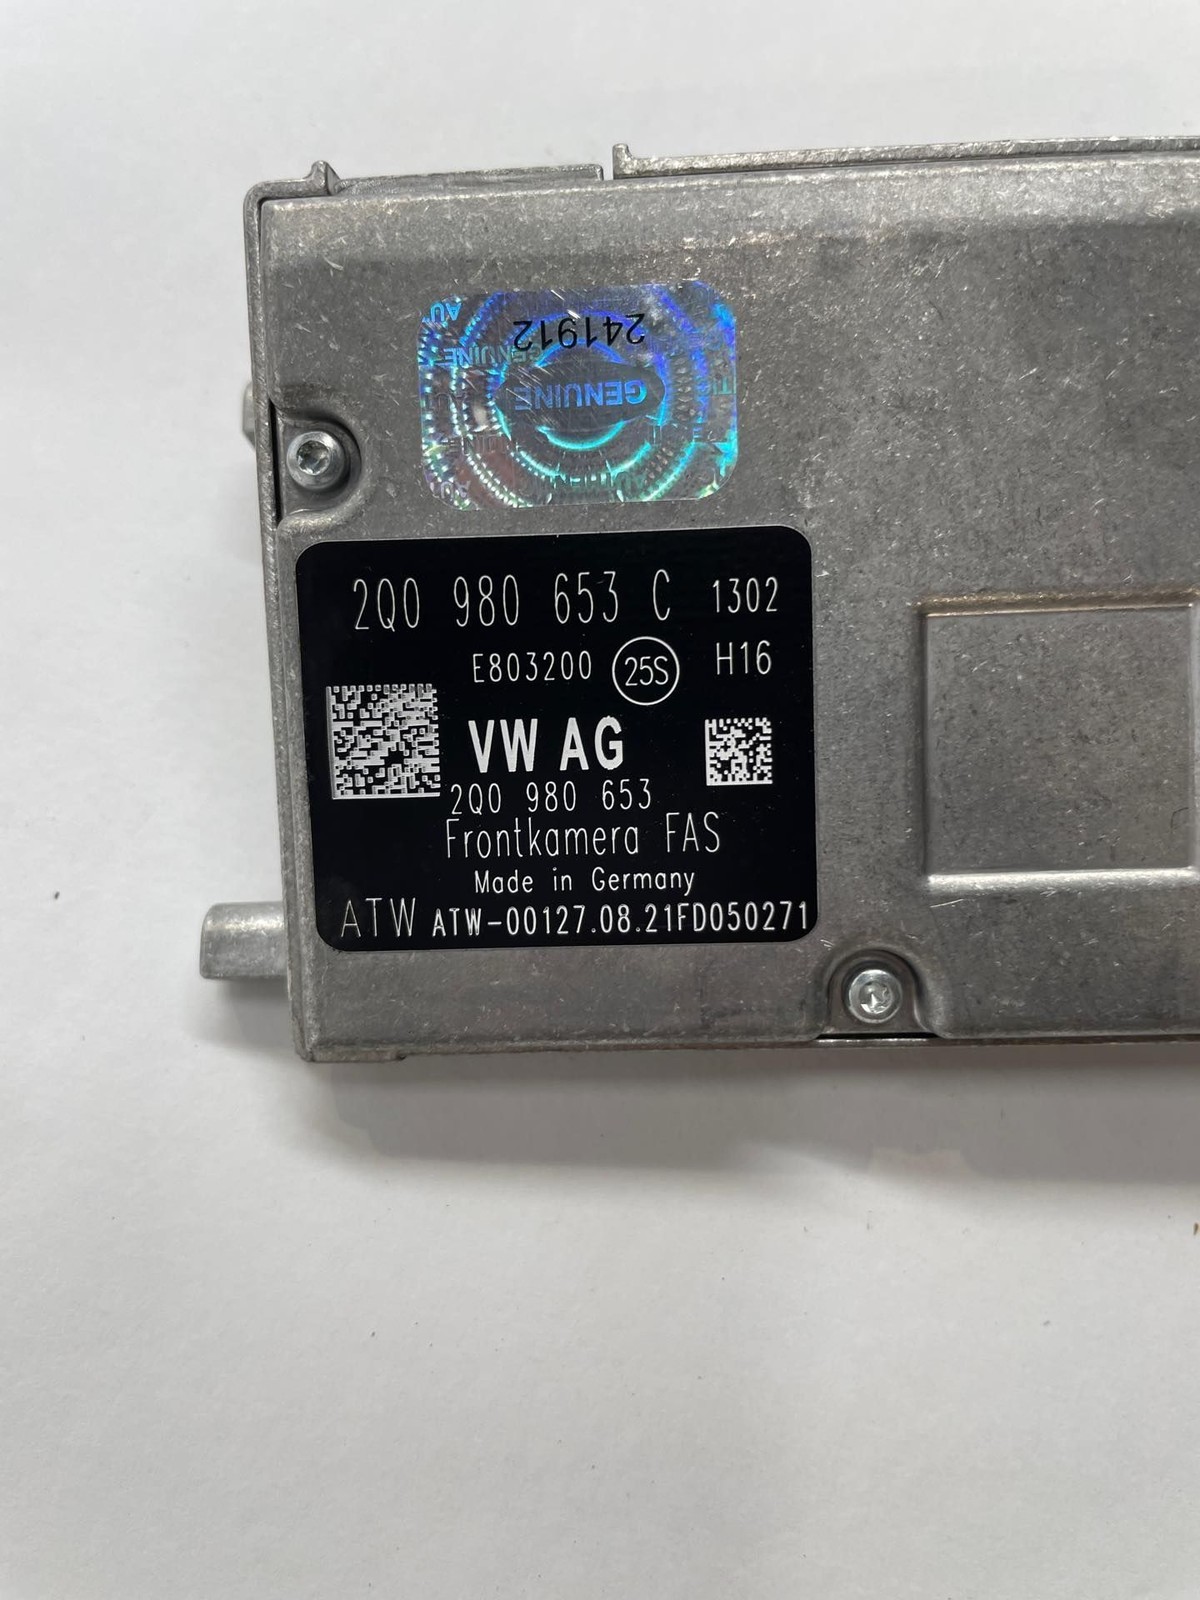 241912
GENUINE
2Q0 980 653 C 1302
E803200 25S H16
VW AG
2Q0 980 653
Frontkamera FAS
Made in Germany
ATW ATW-00127.08.21FD050271